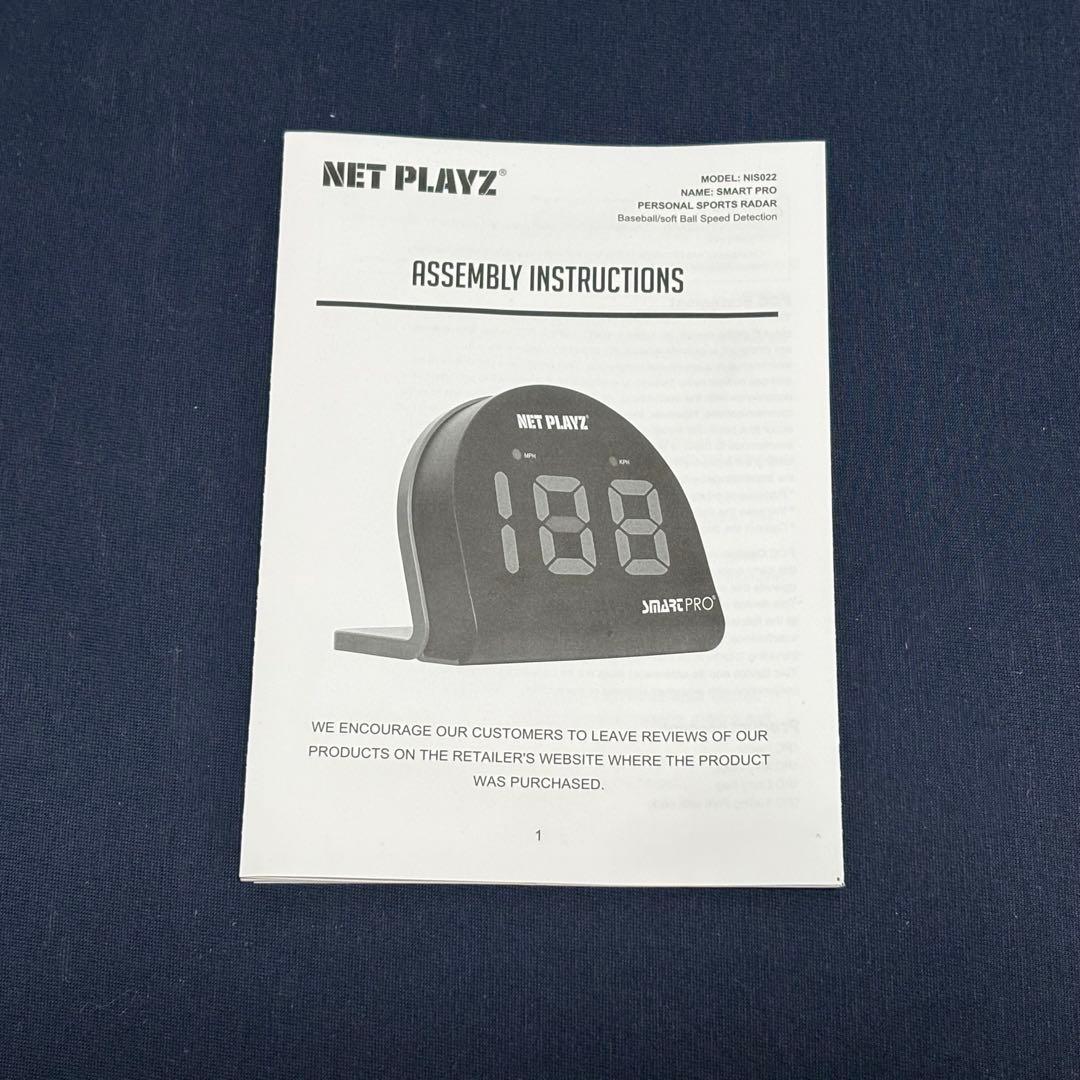 NET PLAYZ®
MODEL: NIS022
NAME: SMART PRO
PERSONAL SPORTS RADAR
Baseball/soft Ball Speed Detection
ASSEMBLY INSTRUCTIONS
NET PLAYZ®
MPH
KPH
188
SMART PRO®
WE ENCOURAGE OUR CUSTOMERS TO LEAVE REVIEWS OF OUR
PRODUCTS ON THE RETAILER'S WEBSITE WHERE THE PRODUCT
WAS PURCHASED.
1